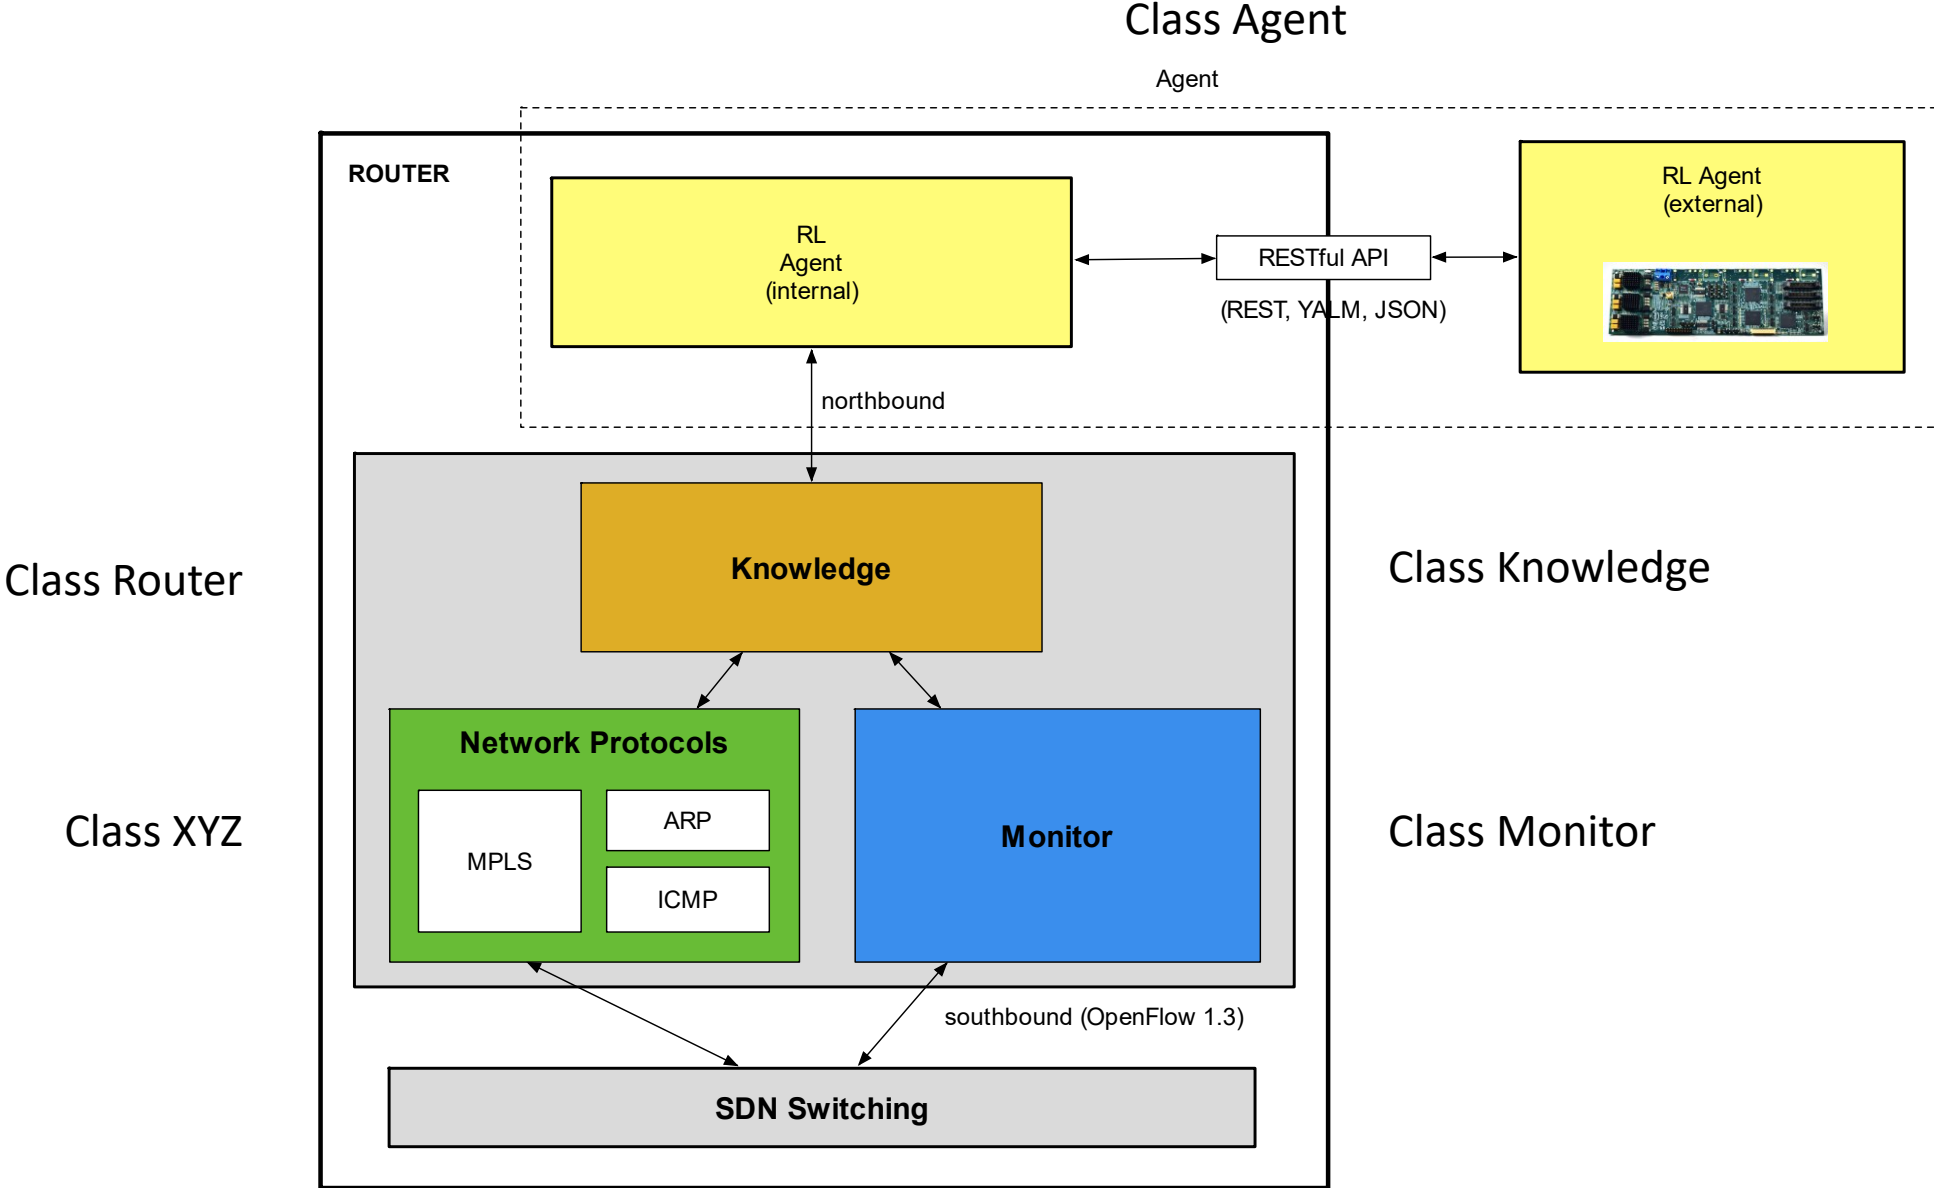 Class Agent
Agent
ROUTER
RL Agent
(external)
RL
Agent
(internal)
RESTful API
(REST, YALM, JSON)
northbound
Knowledge
Class Router
Class Knowledge
Network Protocols
MPLS
ARP
ICMP
Monitor
Class XYZ
Class Monitor
southbound (OpenFlow 1.3)
SDN Switching